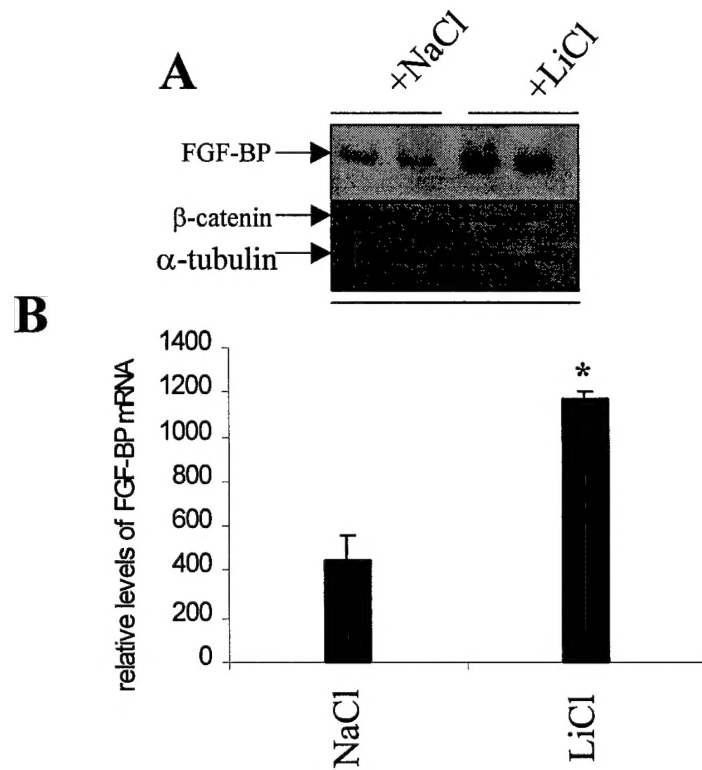 A
+NaCl
+LiCl
FGF-BP
β-catenin
α-tubulin
B
relative levels of FGF-BP mRNA
1400
1200
1000
800
600
400
200
0
*
NaCl
LiCl